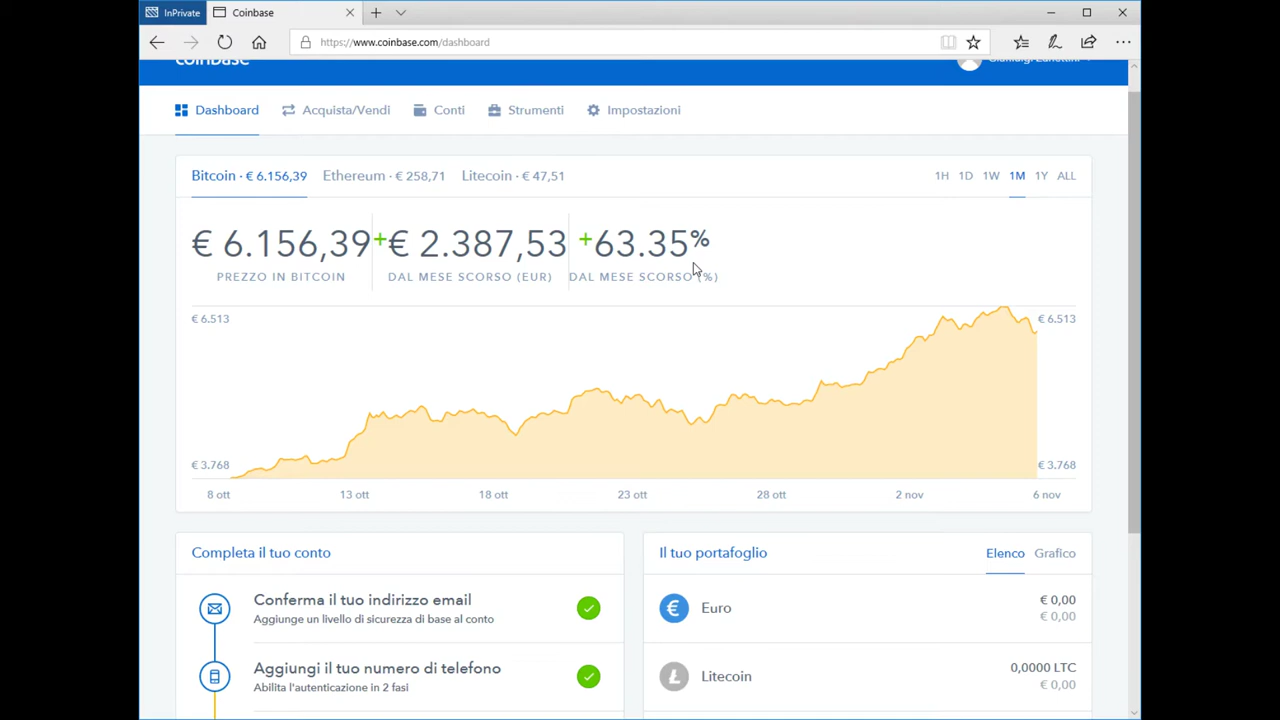 InPrivate
Coinbase
https://www.coinbase.com/dashboard
coinbase
Dashboard
Acquista/Vendi
Conti
Strumenti
Impostazioni
Bitcoin · € 6.156,39
Ethereum · € 258,71
Litecoin · € 47,51
1H 1D 1W 1M 1Y ALL
€ 6.156,39
PREZZO IN BITCOIN
+€ 2.387,53
DAL MESE SCORSO (EUR)
+63.35%
DAL MESE SCORSO (%)
€ 6.513
€ 6.513
€ 3.768
€ 3.768
8 ott 13 ott 18 ott 23 ott 28 ott 2 nov 6 nov
Completa il tuo conto
Conferma il tuo indirizzo email
Aggiunge un livello di sicurezza di base al conto
Aggiungi il tuo numero di telefono
Abilita l'autenticazione in 2 fasi
Il tuo portafoglio
Elenco Grafico
Euro
€ 0,00
€ 0,00
Litecoin
0,0000 LTC
€ 0,00